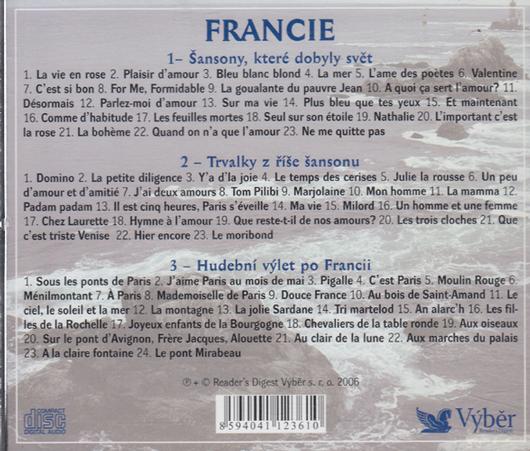 FRANCIE
1– Šansony, které dobyly svět
1. La vie en rose 2. Plaisir d'amour 3. Bleu blanc blond 4. La mer 5. L'ame des poètes 6. Valentine
7. C'est si bon 8. For Me, Formidable 9. La goualante du pauvre Jean 10. A quoi ça sert l'amour? 11.
Désormais 12. Parlez-moi d'amour 13. Sur ma vie 14. Plus bleu que tes yeux 15. Et maintenant
16. Comme d'habitude 17. Les feuilles mortes 18. Seul sur son étoile 19. Nathalie 20. L'important c'est
la rose 21. La bohème 22. Quand on n'a que l'amour 23. Ne me quitte pas
2 – Trvalky z říše šansonu
1. Domino 2. La petite diligence 3. Y'a d'la joie 4. Le temps des cerises 5. Julie la rousse 6. Un peu
d'amour et d'amitié 7. J'ai deux amours 8. Tom Pilibi 9. Marjolaine 10. Mon homme 11. La mamma 12.
Padam padam 13. Il est cinq heures, Paris s'éveille 14. Ma vie 15. Milord 16. Un homme et une femme
17. Chez Laurette 18. Hymne à l'amour 19. Que reste-t-il de nos amours? 20. Les trois cloches 21. Que
c'est triste Venise 22. Hier encore 23. Le moribond
3 – Hudební výlet po Francii
1. Sous les ponts de Paris 2. J'aime Paris au mois de mai 3. Pigalle 4. C'est Paris 5. Moulin Rouge 6.
Ménilmontant 7. À Paris 8. Mademoiselle de Paris 9. Douce France 10. Au bois de Saint-Amand 11. Le
ciel, le soleil et la mer 12. La montagne 13. La jolie Sardane 14. Tri martelod 15. An alarc'h 16. Les fil-
les de la Rochelle 17. Joyeux enfants de la Bourgogne 18. Chevaliers de la table ronde 19. Aux oiseaux
20. Sur le pont d'Avignon, Frère Jacques, Alouette 21. Au clair de la lune 22. Aux marches du palais
23. A la claire fontaine 24. Le pont Mirabeau
℗ + © Reader's Digest Výběr s. r. o. 2006
COMPACT
disc
DIGITAL AUDIO
8 594041 123610
Výběr
Reader's Digest